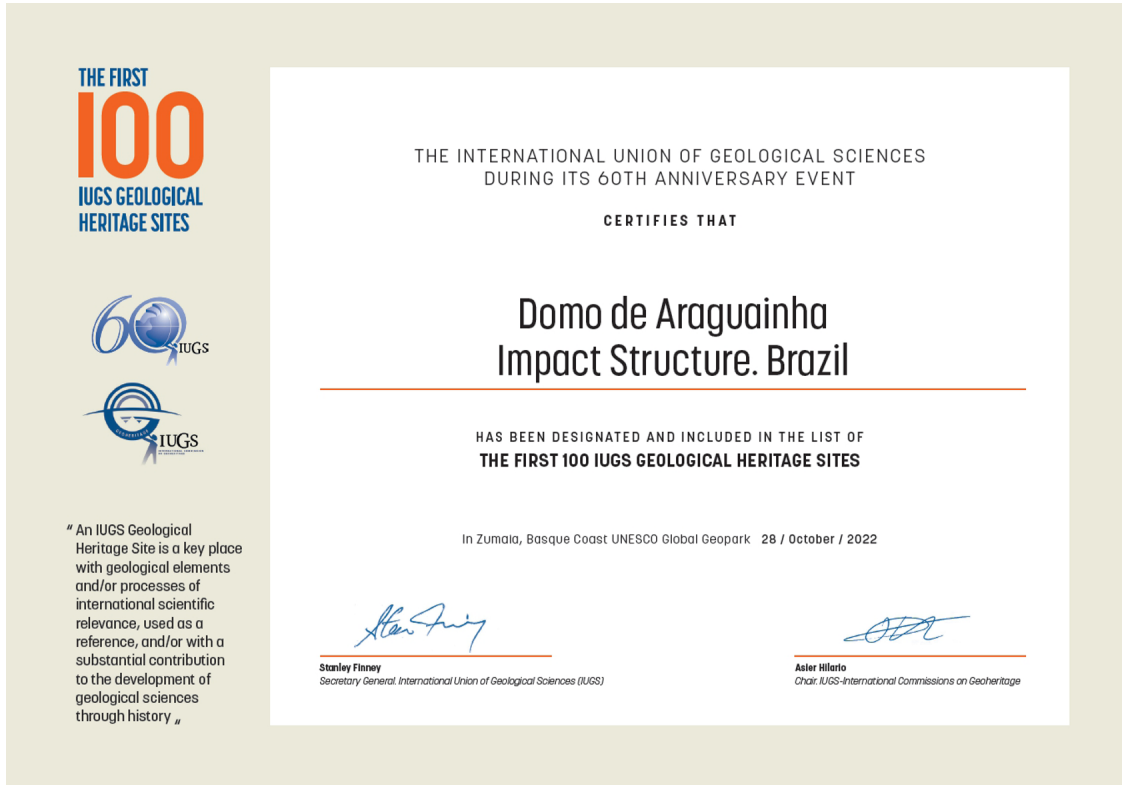 THE FIRST
100
IUGS GEOLOGICAL
HERITAGE SITES
60 IUGS
IUGS
“ An IUGS Geological
Heritage Site is a key place
with geological elements
and/or processes of
international scientific
relevance, used as a
reference, and/or with a
substantial contribution
to the development of
geological sciences
through history „
THE INTERNATIONAL UNION OF GEOLOGICAL SCIENCES
DURING ITS 60TH ANNIVERSARY EVENT
CERTIFIES THAT
Domo de Araguainha
Impact Structure. Brazil
HAS BEEN DESIGNATED AND INCLUDED IN THE LIST OF
THE FIRST 100 IUGS GEOLOGICAL HERITAGE SITES
In Zumaia, Basque Coast UNESCO Global Geopark 28 / October / 2022
Stanley Finney
Secretary General. International Union of Geological Sciences (IUGS)
Asier Hilario
Chair. IUGS-International Commissions on Geoheritage